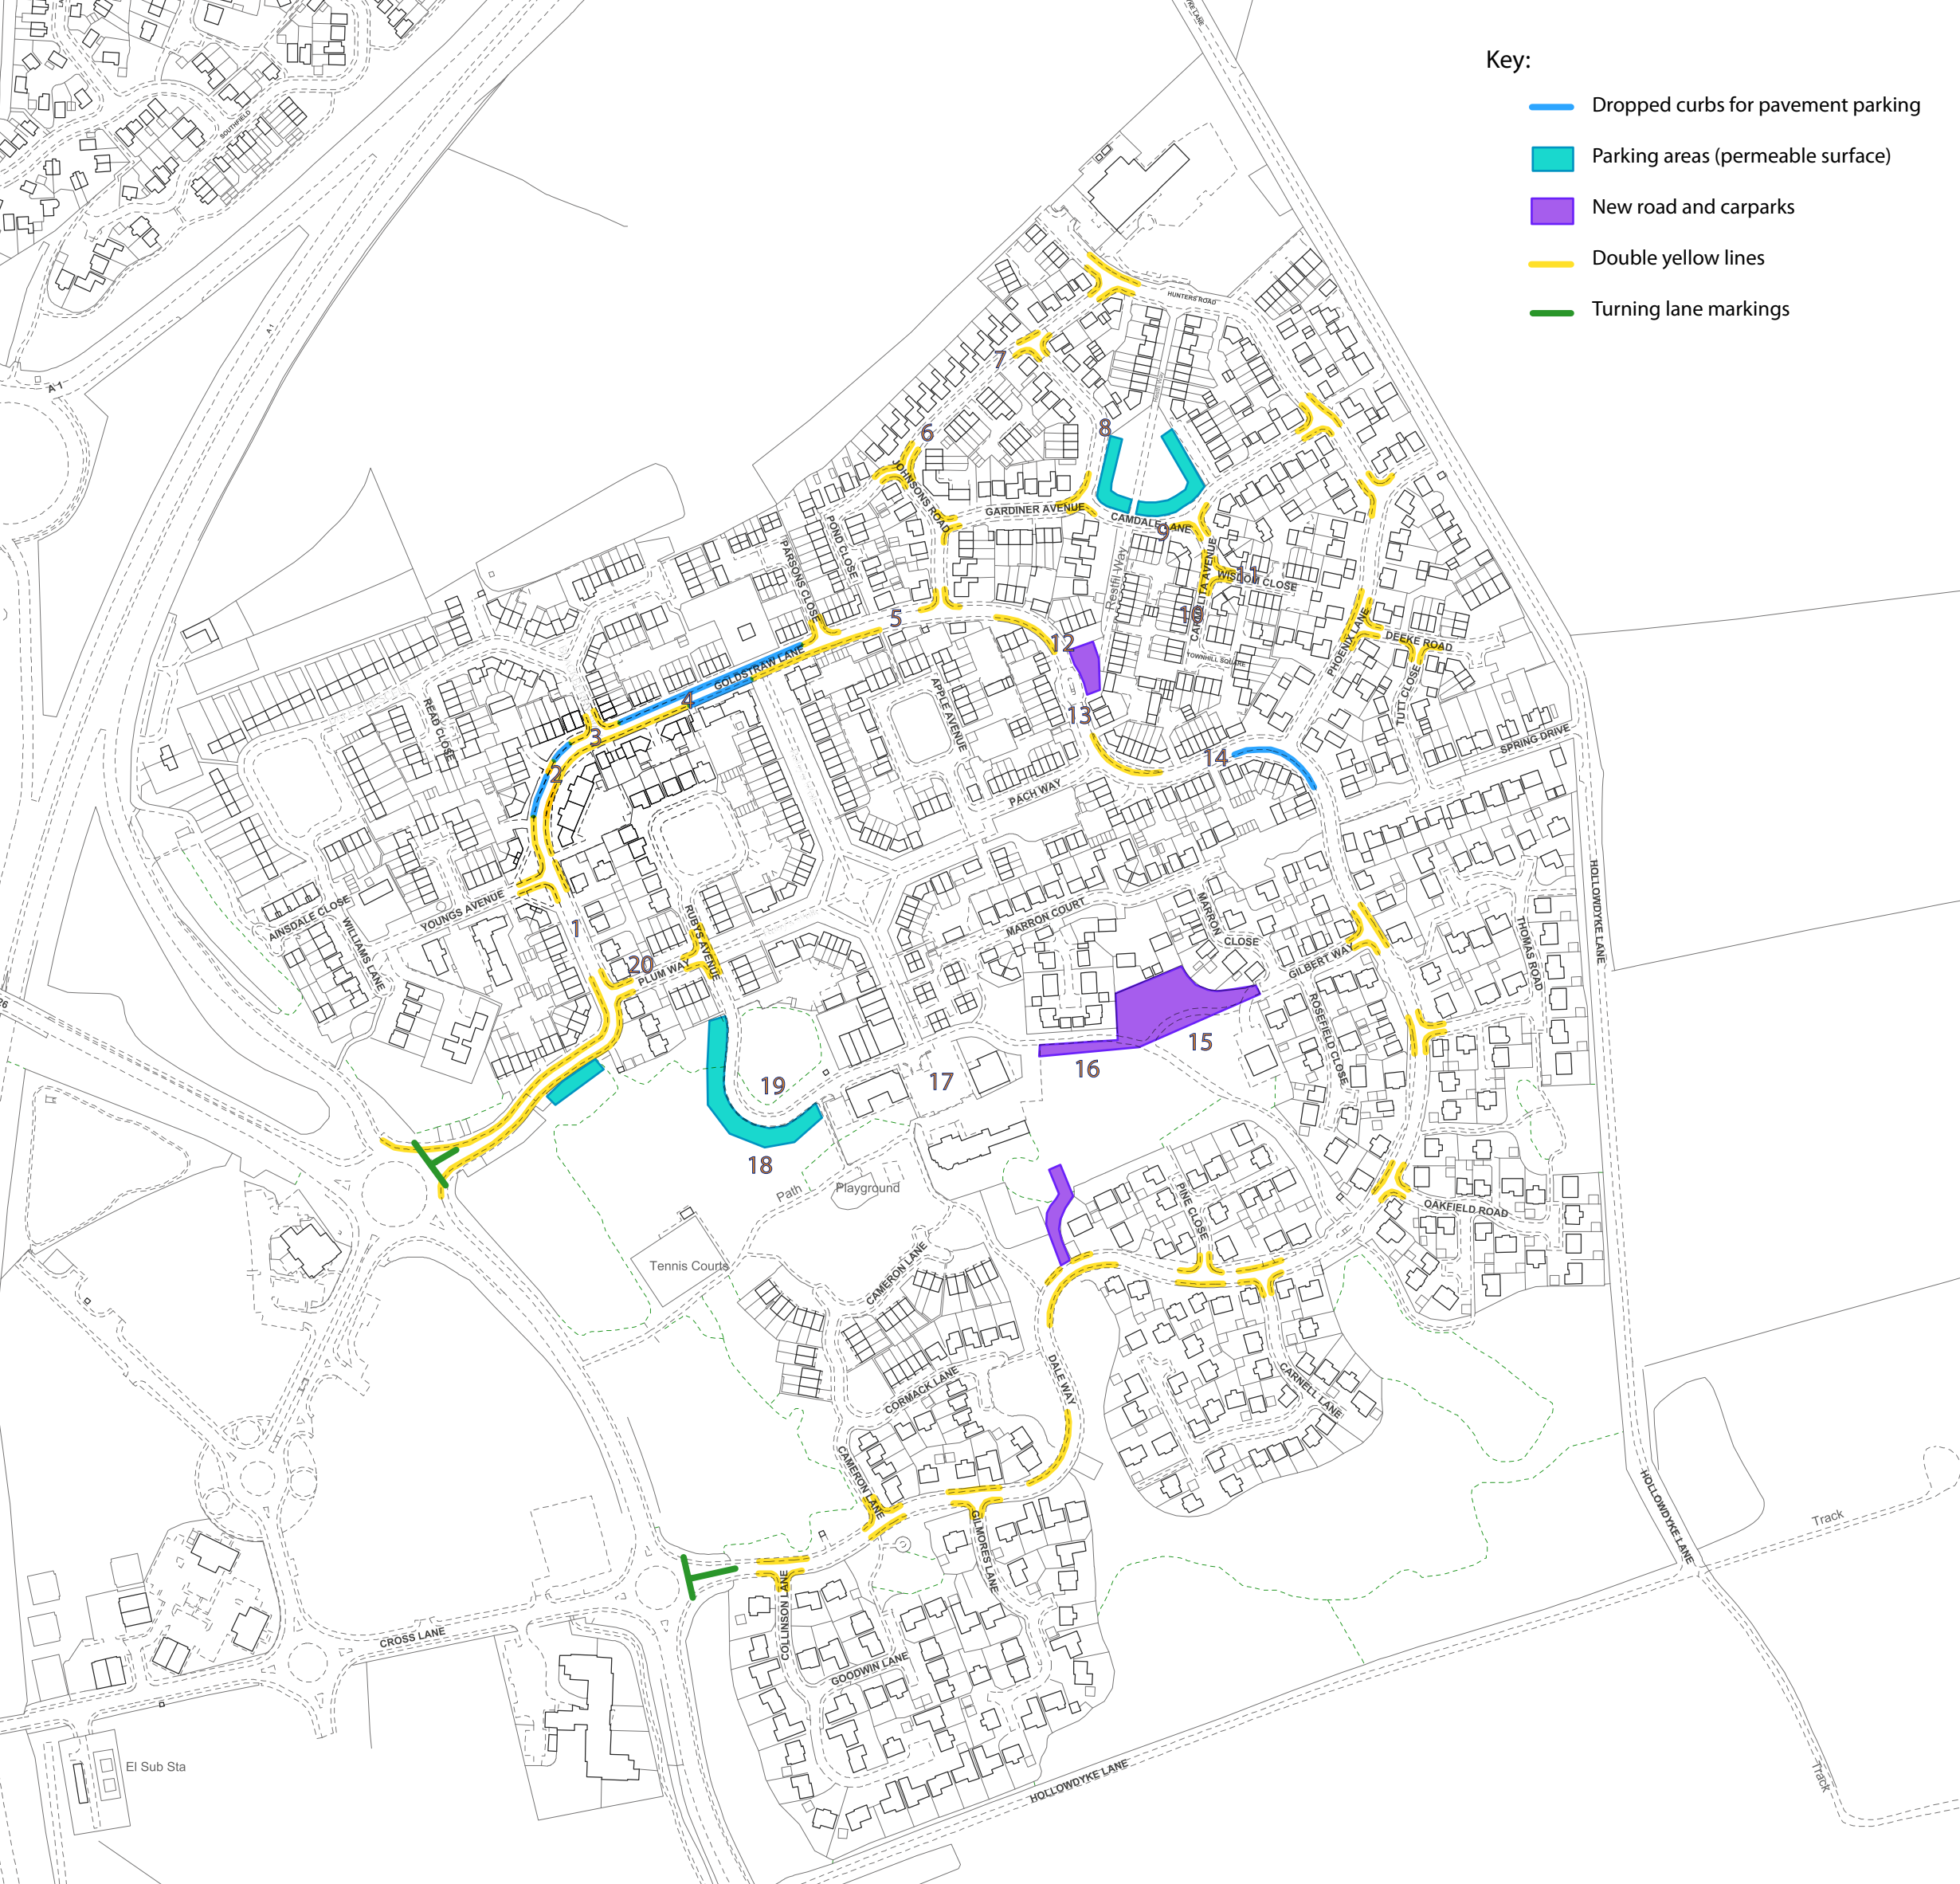 Key:
Dropped curbs for pavement parking
Parking areas (permeable surface)
New road and carparks
Double yellow lines
Turning lane markings
SOUTHFIELD
A1
A 1
HUNTERS ROAD
7
6
8
JOHNSONS ROAD
GARDINER AVENUE
CAMDALE LANE
9
POND CLOSE
PARSONS CLOSE
Restfil Way
CARMELITA AVENUE
11
WISDOM CLOSE
10
5
12
PHOENIX LANE
DEEKE ROAD
TOWNHILL SQUARE
GOLDSTRAW LANE
4
APPLE AVENUE
TUTT CLOSE
READ CLOSE
3
13
14
SPRING DRIVE
2
PACH WAY
HOLLOWDYKE LANE
AINSDALE CLOSE
YOUNGS AVENUE
WILLIAMS LANE
1
RUBYS AVENUE
MARRON COURT
MARRON
CLOSE
THOMAS ROAD
20
PLUM WAY
GILBERT WAY
ROSEFIELD CLOSE
15
16
17
19
18
Path
Playground
PINE CLOSE
OAKFIELD ROAD
Tennis Courts
CAMERON LANE
DALE WAY
CORMACK LANE
CARNELL LANE
CAMERON LANE
GILMORES LANE
HOLLOWDYKE LANE
Track
COLLINSON LANE
CROSS LANE
GOODWIN LANE
El Sub Sta
HOLLOWDYKE LANE
Track